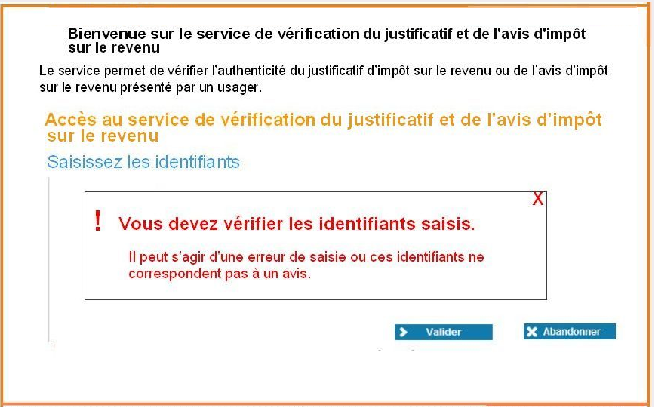 Bienvenue sur le service de vérification du justificatif et de l'avis d'impôt
sur le revenu
Le service permet de vérifier l'authenticité du justificatif d'impôt sur le revenu ou de l'avis d'impôt
sur le revenu présenté par un usager.
Accès au service de vérification du justificatif et de l'avis d'impôt
sur le revenu
Saisissez les identifiants
X
! Vous devez vérifier les identifiants saisis.
Il peut s'agir d'une erreur de saisie ou ces identifiants ne
correspondent pas à un avis.
Valider Abandonner